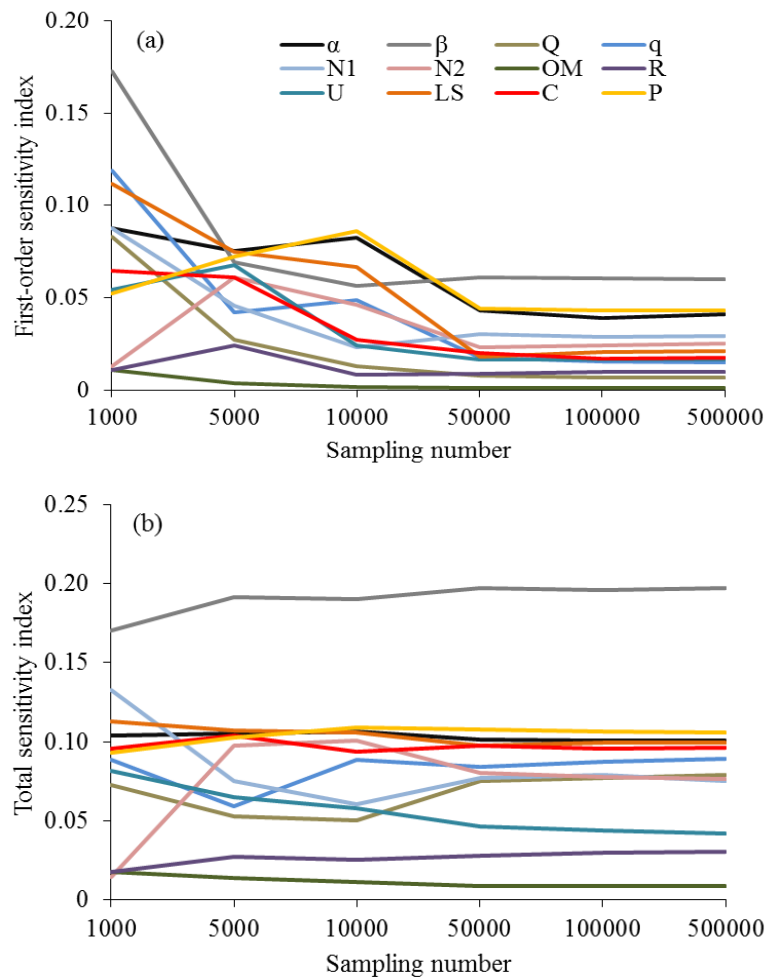 0.20
(a)
α β Q q
N1 N2 OM R
U LS C P
0.15
0.10
0.05
0
First-order sensitivity index
1000 5000 10000 50000 100000 500000
Sampling number
0.25
(b)
0.20
0.15
0.10
0.05
0
Total sensitivity index
1000 5000 10000 50000 100000 500000
Sampling number